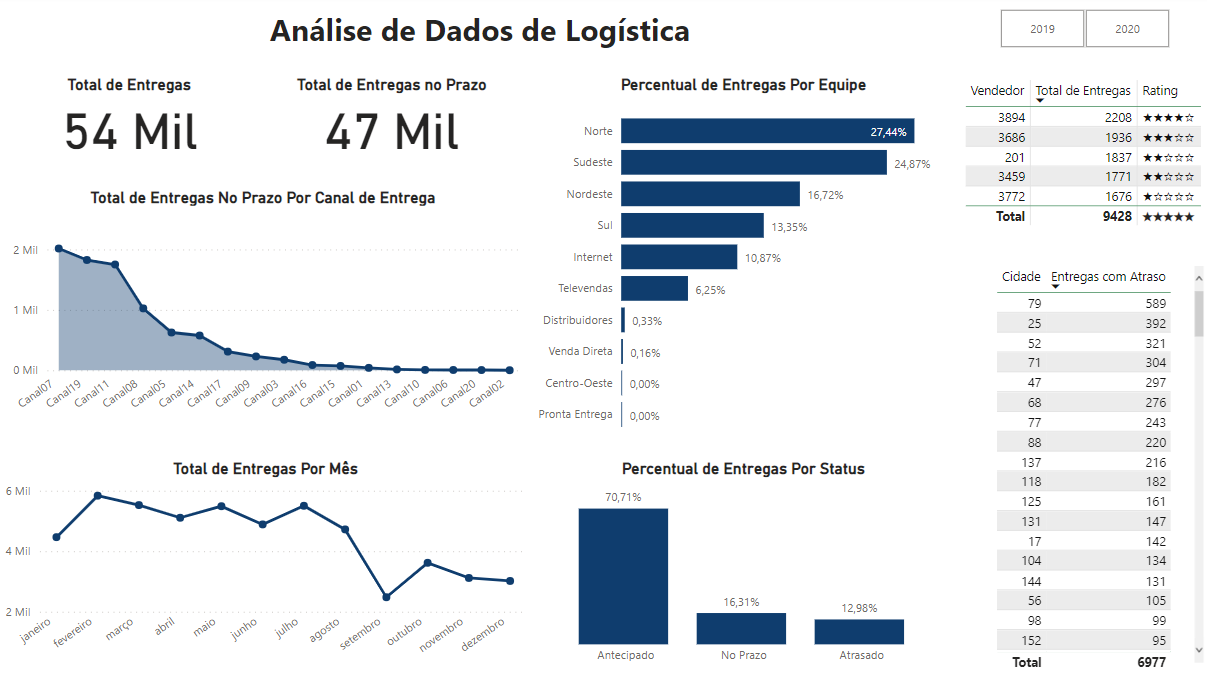 Análise de Dados de Logística
2019
2020
Total de Entregas
54 Mil
Total de Entregas no Prazo
47 Mil
Total de Entregas No Prazo Por Canal de Entrega
2 Mil
1 Mil
0 Mil
Canal07
Canal19
Canal11
Canal08
Canal05
Canal14
Canal17
Canal09
Canal03
Canal16
Canal15
Canal01
Canal13
Canal10
Canal06
Canal20
Canal02
Total de Entregas Por Mês
6 Mil
4 Mil
2 Mil
janeiro
fevereiro
março
abril
maio
junho
julho
agosto
setembro
outubro
novembro
dezembro
Percentual de Entregas Por Equipe
Norte 27,44%
Sudeste 24,87%
Nordeste 16,72%
Sul 13,35%
Internet 10,87%
Televendas 6,25%
Distribuidores 0,33%
Venda Direta 0,16%
Centro-Oeste 0,00%
Pronta Entrega 0,00%
Percentual de Entregas Por Status
70,71%
16,31%
12,98%
Antecipado
No Prazo
Atrasado
Vendedor Total de Entregas Rating
3894 2208 ★★★★☆
3686 1936 ★★★☆☆
201 1837 ★★☆☆☆
3459 1771 ★★☆☆☆
3772 1676 ★☆☆☆☆
Total 9428 ★★★★★
Cidade Entregas com Atraso
79 589
25 392
52 321
71 304
47 297
68 276
77 243
88 220
137 216
118 182
125 161
131 147
17 142
104 134
144 131
56 105
98 99
152 95
Total 6977